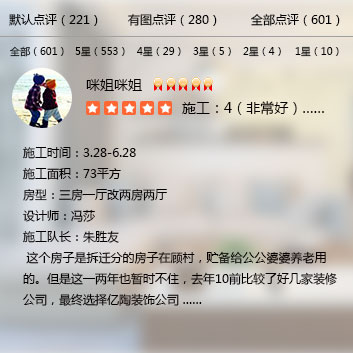 默认点评（221） 有图点评（280） 全部点评（601）
全部（601） 5星（553） 4星（29） 3星（5） 2星（4） 1星（10）
咪姐咪姐
施工：4（非常好）......
施工时间：3.28-6.28
施工面积：73平方
房型：三房一厅改两房两厅
设计师：冯莎
施工队长：朱胜友
这个房子是拆迁分的房子在顾村，贮备给公公婆婆养老用
的。但是这一两年也暂时不住，去年10前比较了好几家装修
公司，最终选择亿陶装饰公司 ......